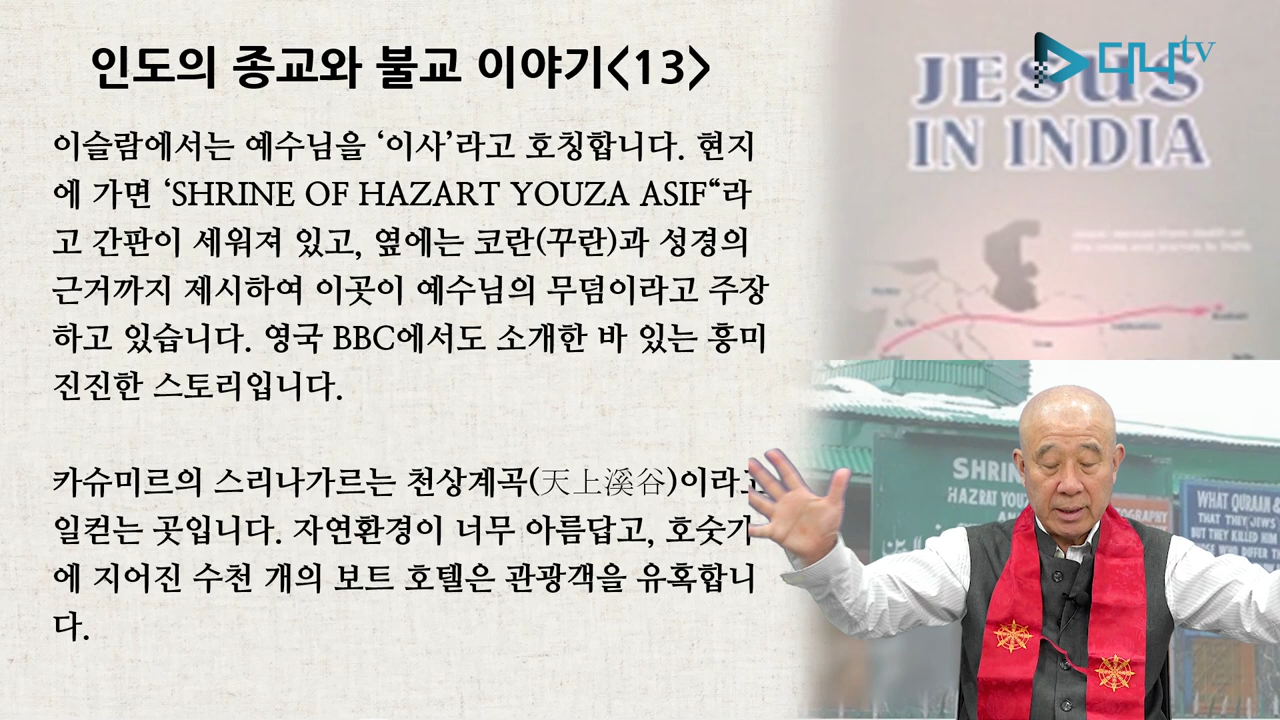 인도의 종교와 불교 이야기<13>
이슬람에서는 예수님을 ‘이사’라고 호칭합니다. 현지
에 가면 ‘SHRINE OF HAZART YOUZA ASIF“라
고 간판이 세워져 있고, 옆에는 코란(꾸란)과 성경의
근거까지 제시하여 이곳이 예수님의 무덤이라고 주장
하고 있습니다. 영국 BBC에서도 소개한 바 있는 흥미
진진한 스토리입니다.
카슈미르의 스리나가르는 천상계곡(天上溪谷)이라고
일컫는 곳입니다. 자연환경이 너무 아름답고, 호숫가
에 지어진 수천 개의 보트 호텔은 관광객을 유혹합니
다.
tv
JESUS
IN INDIA
SHRIN
HAZRAT YOUZ
TOGRAPHY
WHAT QURAAN
THAT THEY JEWS
BUT THEY KILLED HIM
WHO DIFFER